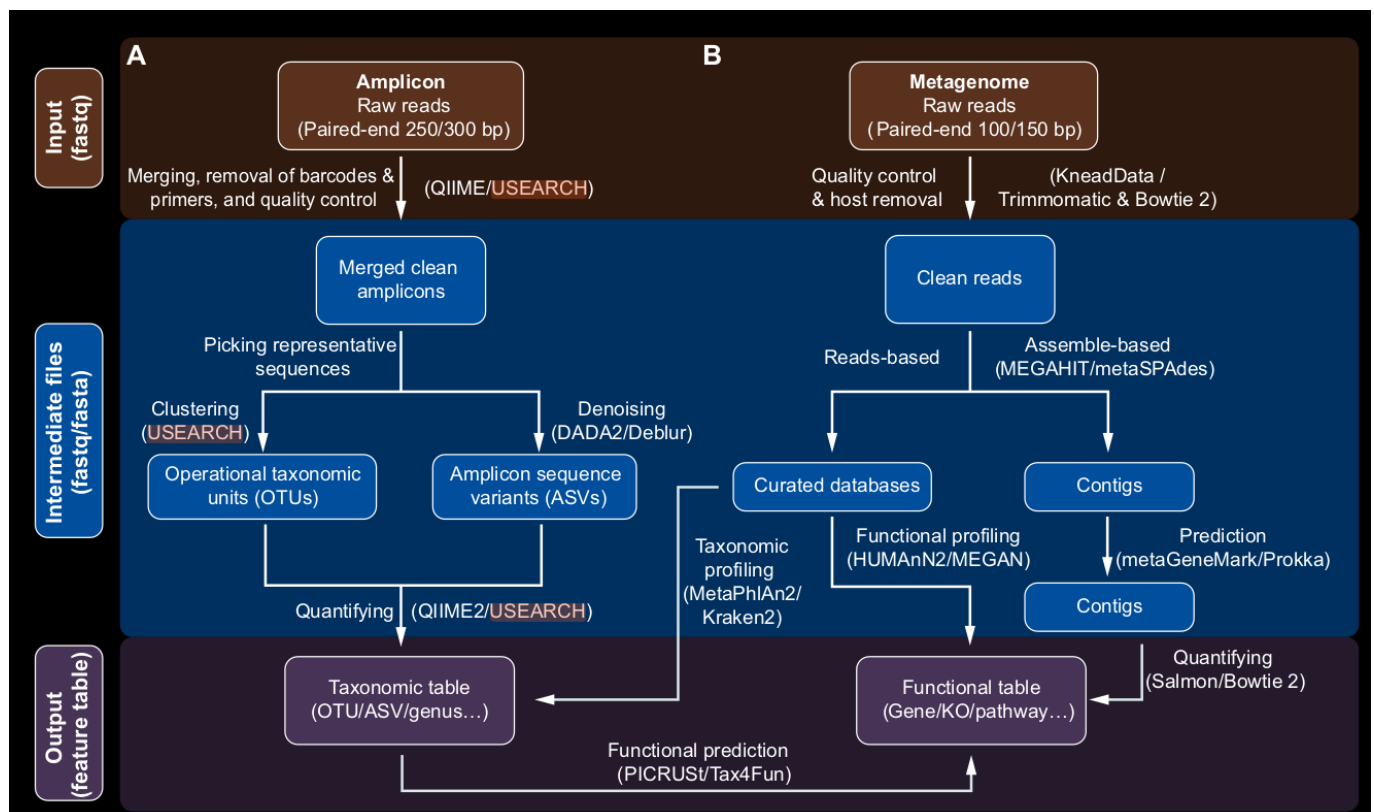 A
B
Input
(fastq)
Amplicon
Raw reads
(Paired-end 250/300 bp)
Metagenome
Raw reads
(Paired-end 100/150 bp)
Merging, removal of barcodes &
primers, and quality control
(QIIME/USEARCH)
Quality control
& host removal
(KneadData /
Trimmomatic & Bowtie 2)
Intermediate files
(fastq/fasta)
Merged clean
amplicons
Clean reads
Picking representative
sequences
Reads-based
Assemble-based
(MEGAHIT/metaSPAdes)
Clustering
(USEARCH)
Denoising
(DADA2/Deblur)
Operational taxonomic
units (OTUs)
Amplicon sequence
variants (ASVs)
Curated databases
Contigs
Taxonomic
profiling
(MetaPhlAn2/
Kraken2)
Functional profiling
(HUMAnN2/MEGAN)
Prediction
(metaGeneMark/Prokka)
Contigs
Quantifying
(QIIME2/USEARCH)
Output
(feature table)
Taxonomic table
(OTU/ASV/genus…)
Functional table
(Gene/KO/pathway…)
Quantifying
(Salmon/Bowtie 2)
Functional prediction
(PICRUSt/Tax4Fun)